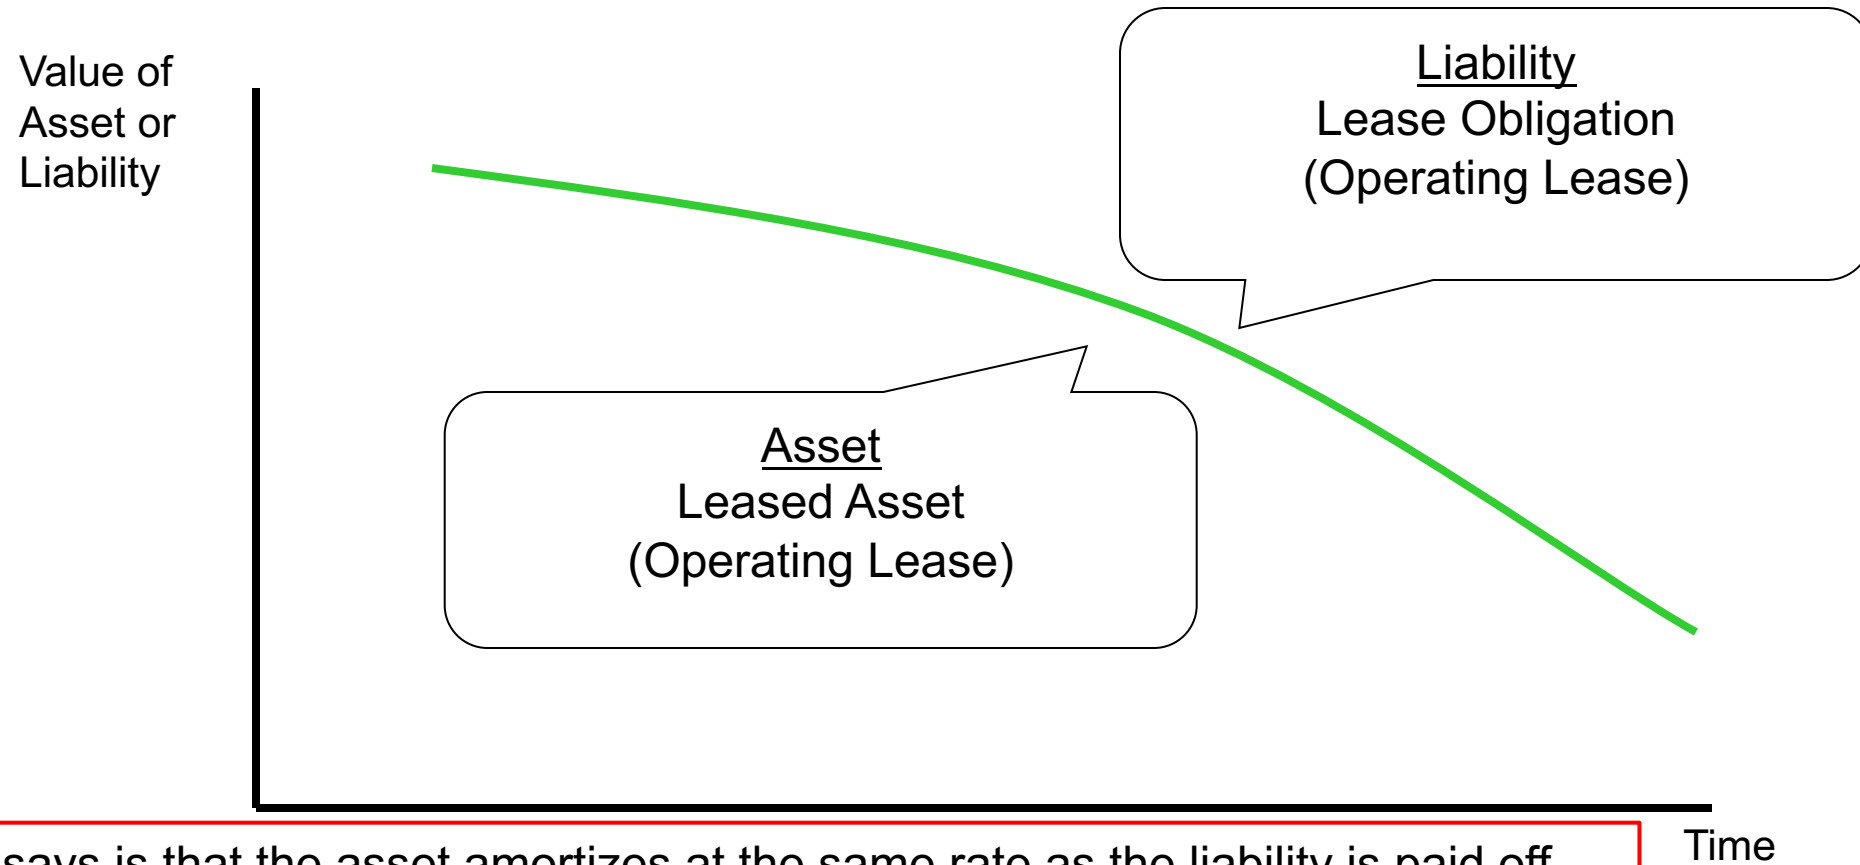 Value of
Asset or
Liability
Liability
Lease Obligation
(Operating Lease)
Asset
Leased Asset
(Operating Lease)
says is that the asset amortizes at the same rate as the liability is paid off
Time